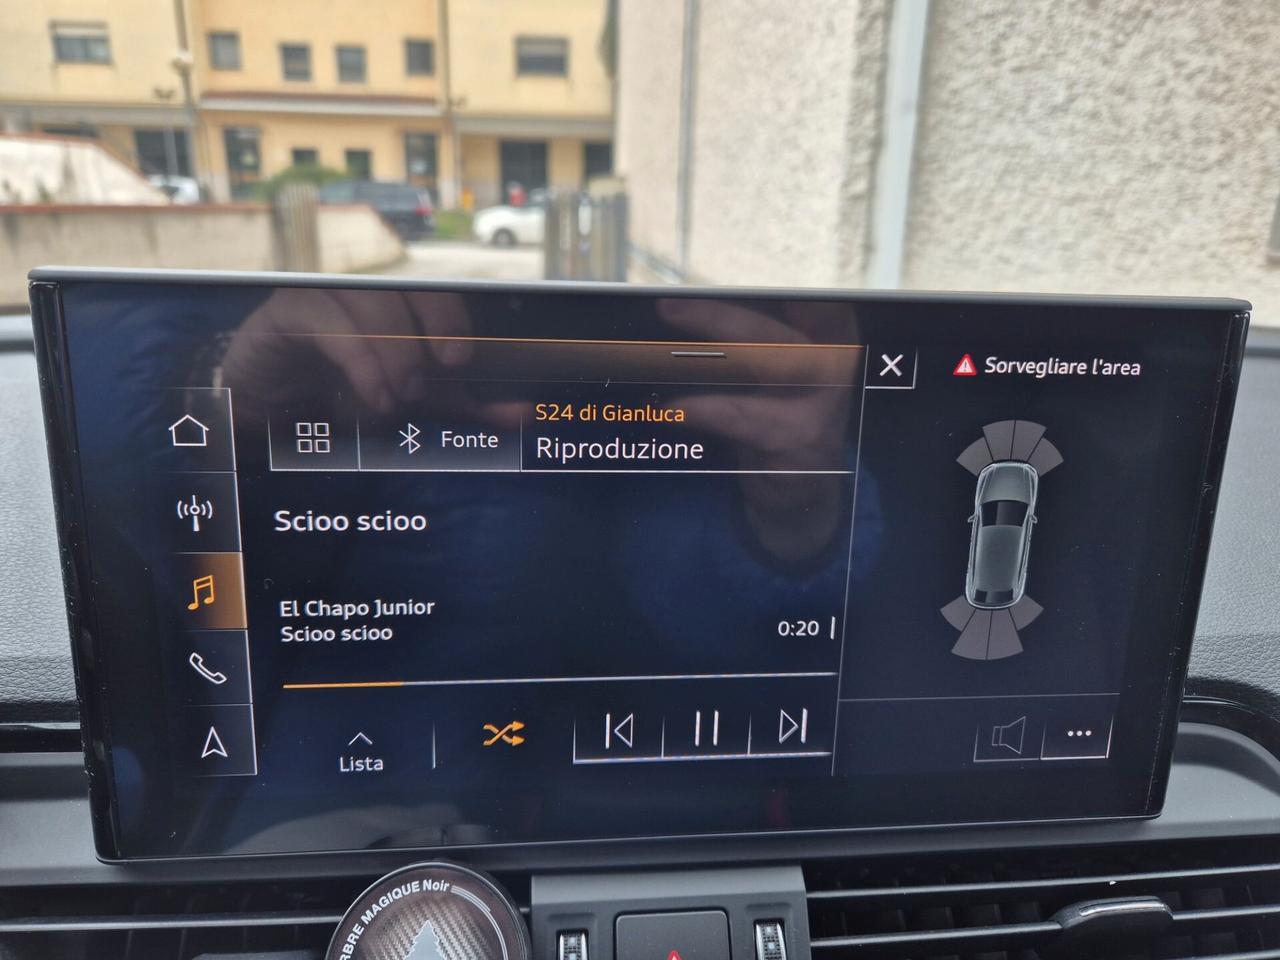 Sorvegliare l'area
S24 di Gianluca
Fonte
Riproduzione
Scioo scioo
El Chapo Junior
Scioo scioo
0:20
Lista
RBRE MAGIQUE Noir